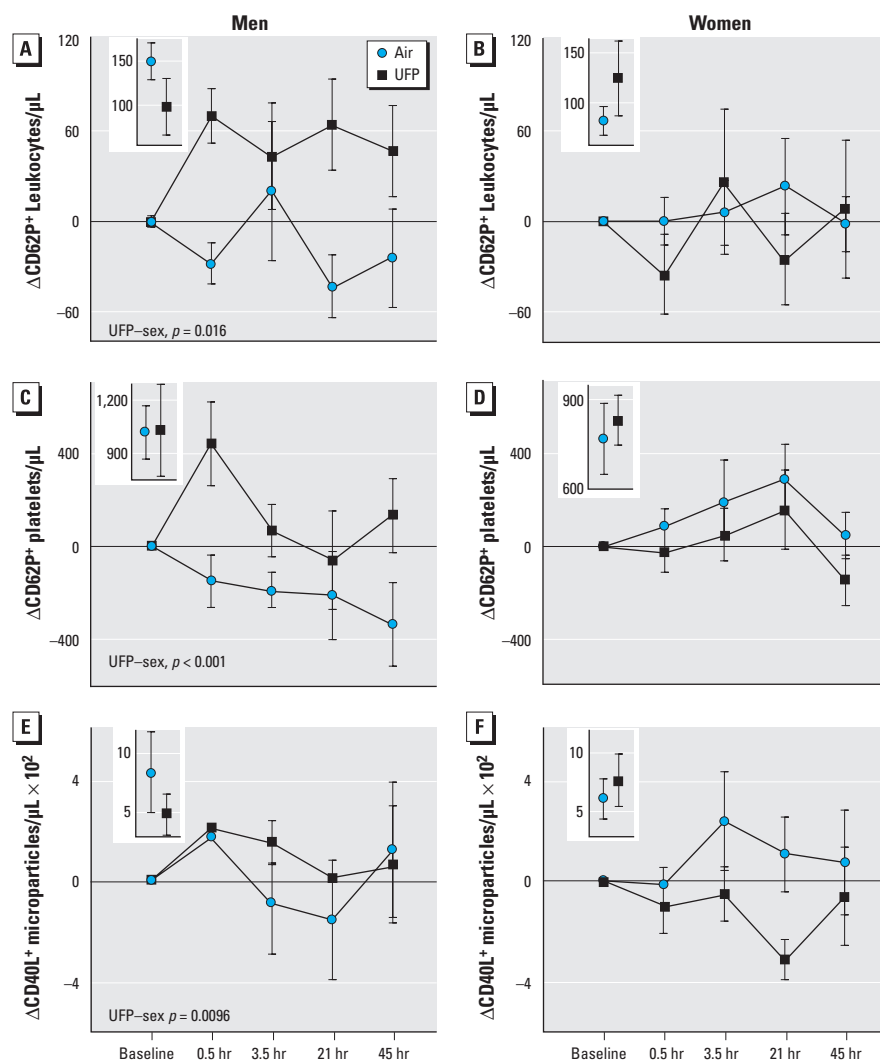 Men
Women
A
120
60
0
−60
ΔCD62P+ Leukocytes/μL
150
100
Air
UFP
UFP–sex, p = 0.016
B
120
60
0
−60
ΔCD62P+ Leukocytes/μL
150
100
C
400
0
−400
ΔCD62P+ platelets/μL
1,200
900
UFP–sex, p < 0.001
D
400
0
−400
ΔCD62P+ platelets/μL
900
600
E
4
0
−4
ΔCD40L+ microparticles/μL × 10²
10
5
UFP–sex p = 0.0096
Baseline 0.5 hr 3.5 hr 21 hr 45 hr
F
4
0
−4
ΔCD40L+ microparticles/μL × 10²
10
5
Baseline 0.5 hr 3.5 hr 21 hr 45 hr